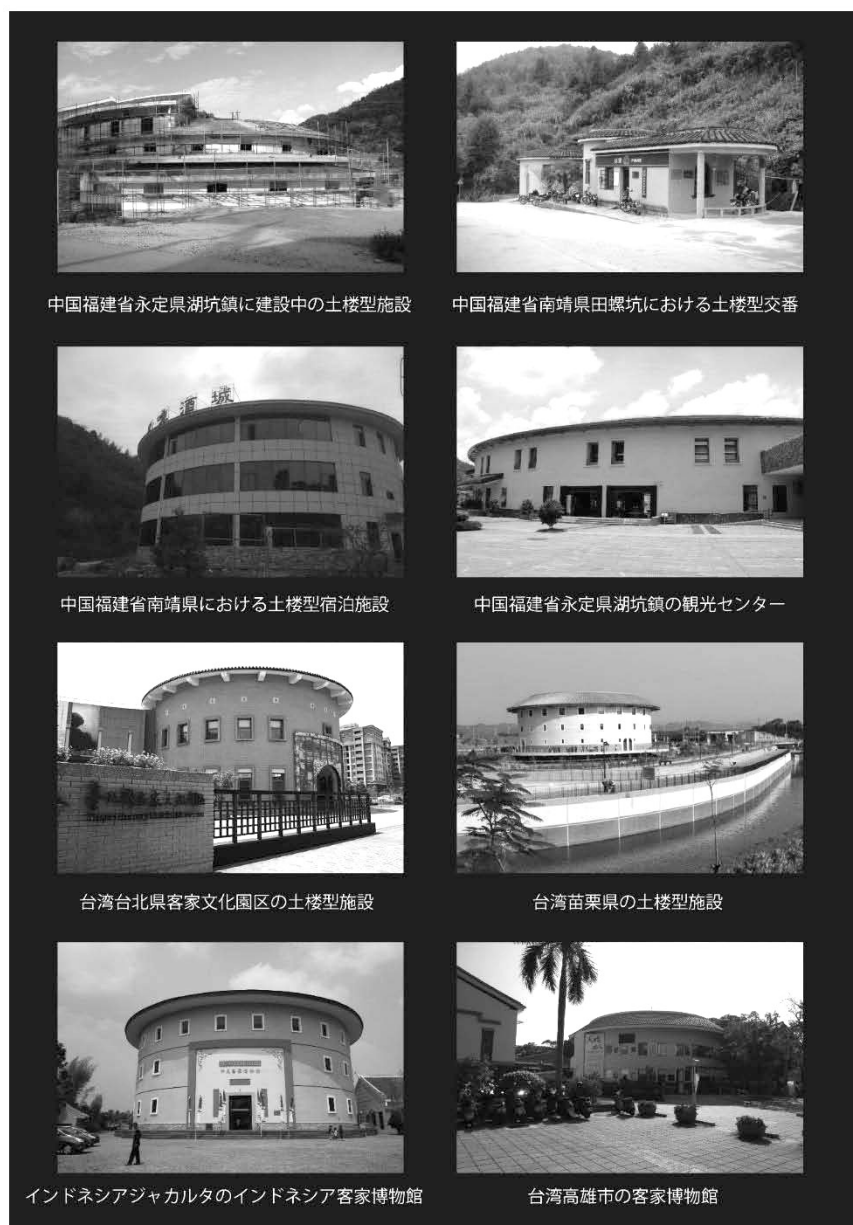 中国福建省永定県湖坑鎮に建設中の土楼型施設
中国福建省南靖県田螺坑における土楼型交番
酒城
中国福建省南靖県における土楼型宿泊施設
中国福建省永定県湖坑鎮の観光センター
台湾台北県客家文化園区の土楼型施設
台湾苗栗県の土楼型施設
インドネシアジャカルタのインドネシア客家博物館
台湾高雄市の客家博物館